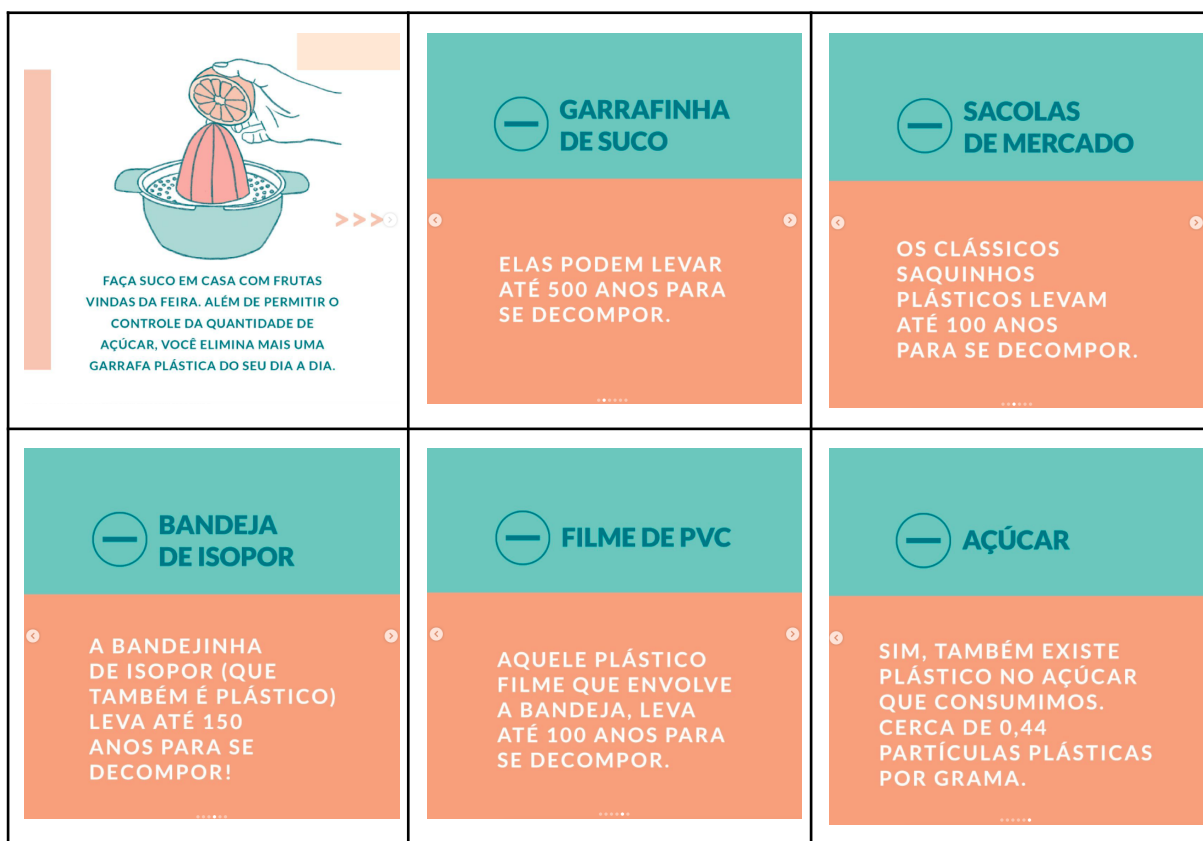 >>>
FAÇA SUCO EM CASA COM FRUTAS
VINDAS DA FEIRA. ALÉM DE PERMITIR O
CONTROLE DA QUANTIDADE DE
AÇÚCAR, VOCÊ ELIMINA MAIS UMA
GARRAFA PLÁSTICA DO SEU DIA A DIA.
GARRAFINHA
DE SUCO
ELAS PODEM LEVAR
ATÉ 500 ANOS PARA
SE DECOMPOR.
SACOLAS
DE MERCADO
OS CLÁSSICOS
SAQUINHOS
PLÁSTICOS LEVAM
ATÉ 100 ANOS
PARA SE DECOMPOR.
BANDEJA
DE ISOPOR
A BANDEJINHA
DE ISOPOR (QUE
TAMBÉM É PLÁSTICO)
LEVA ATÉ 150
ANOS PARA SE
DECOMPOR!
FILME DE PVC
AQUELE PLÁSTICO
FILME QUE ENVOLVE
A BANDEJA, LEVA
ATÉ 100 ANOS PARA
SE DECOMPOR.
AÇÚCAR
SIM, TAMBÉM EXISTE
PLÁSTICO NO AÇÚCAR
QUE CONSUMIMOS.
CERCA DE 0,44
PARTÍCULAS PLÁSTICAS
POR GRAMA.